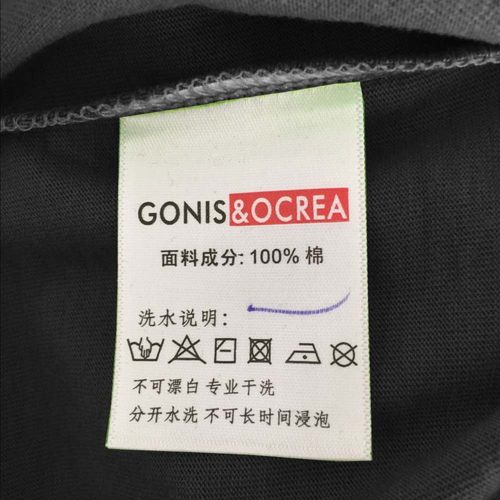 GONIS&OCREA
面料成分: 100% 棉
洗水说明:
不可漂白 专业干洗
分开水洗 不可长时间浸泡